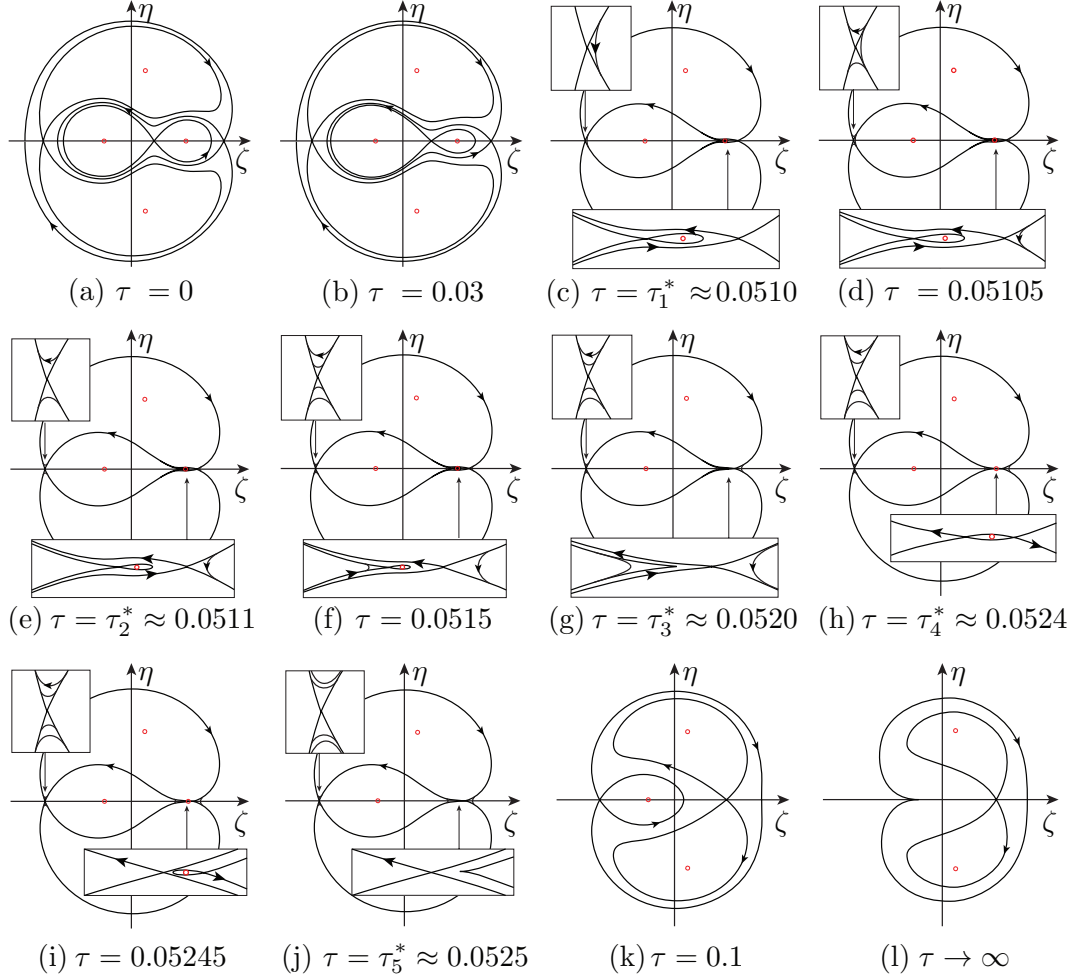 η η η η
ζ ζ ζ ζ
(a) τ = 0 (b) τ = 0.03 (c) τ = τ₁* ≈0.0510 (d) τ = 0.05105
η η η η
ζ ζ ζ ζ
(e) τ = τ₂* ≈ 0.0511 (f) τ = 0.0515 (g) τ = τ₃* ≈ 0.0520 (h) τ = τ₄* ≈ 0.0524
η η η η
ζ ζ ζ ζ
(i) τ = 0.05245 (j) τ = τ₅* ≈ 0.0525 (k) τ = 0.1 (l) τ → ∞